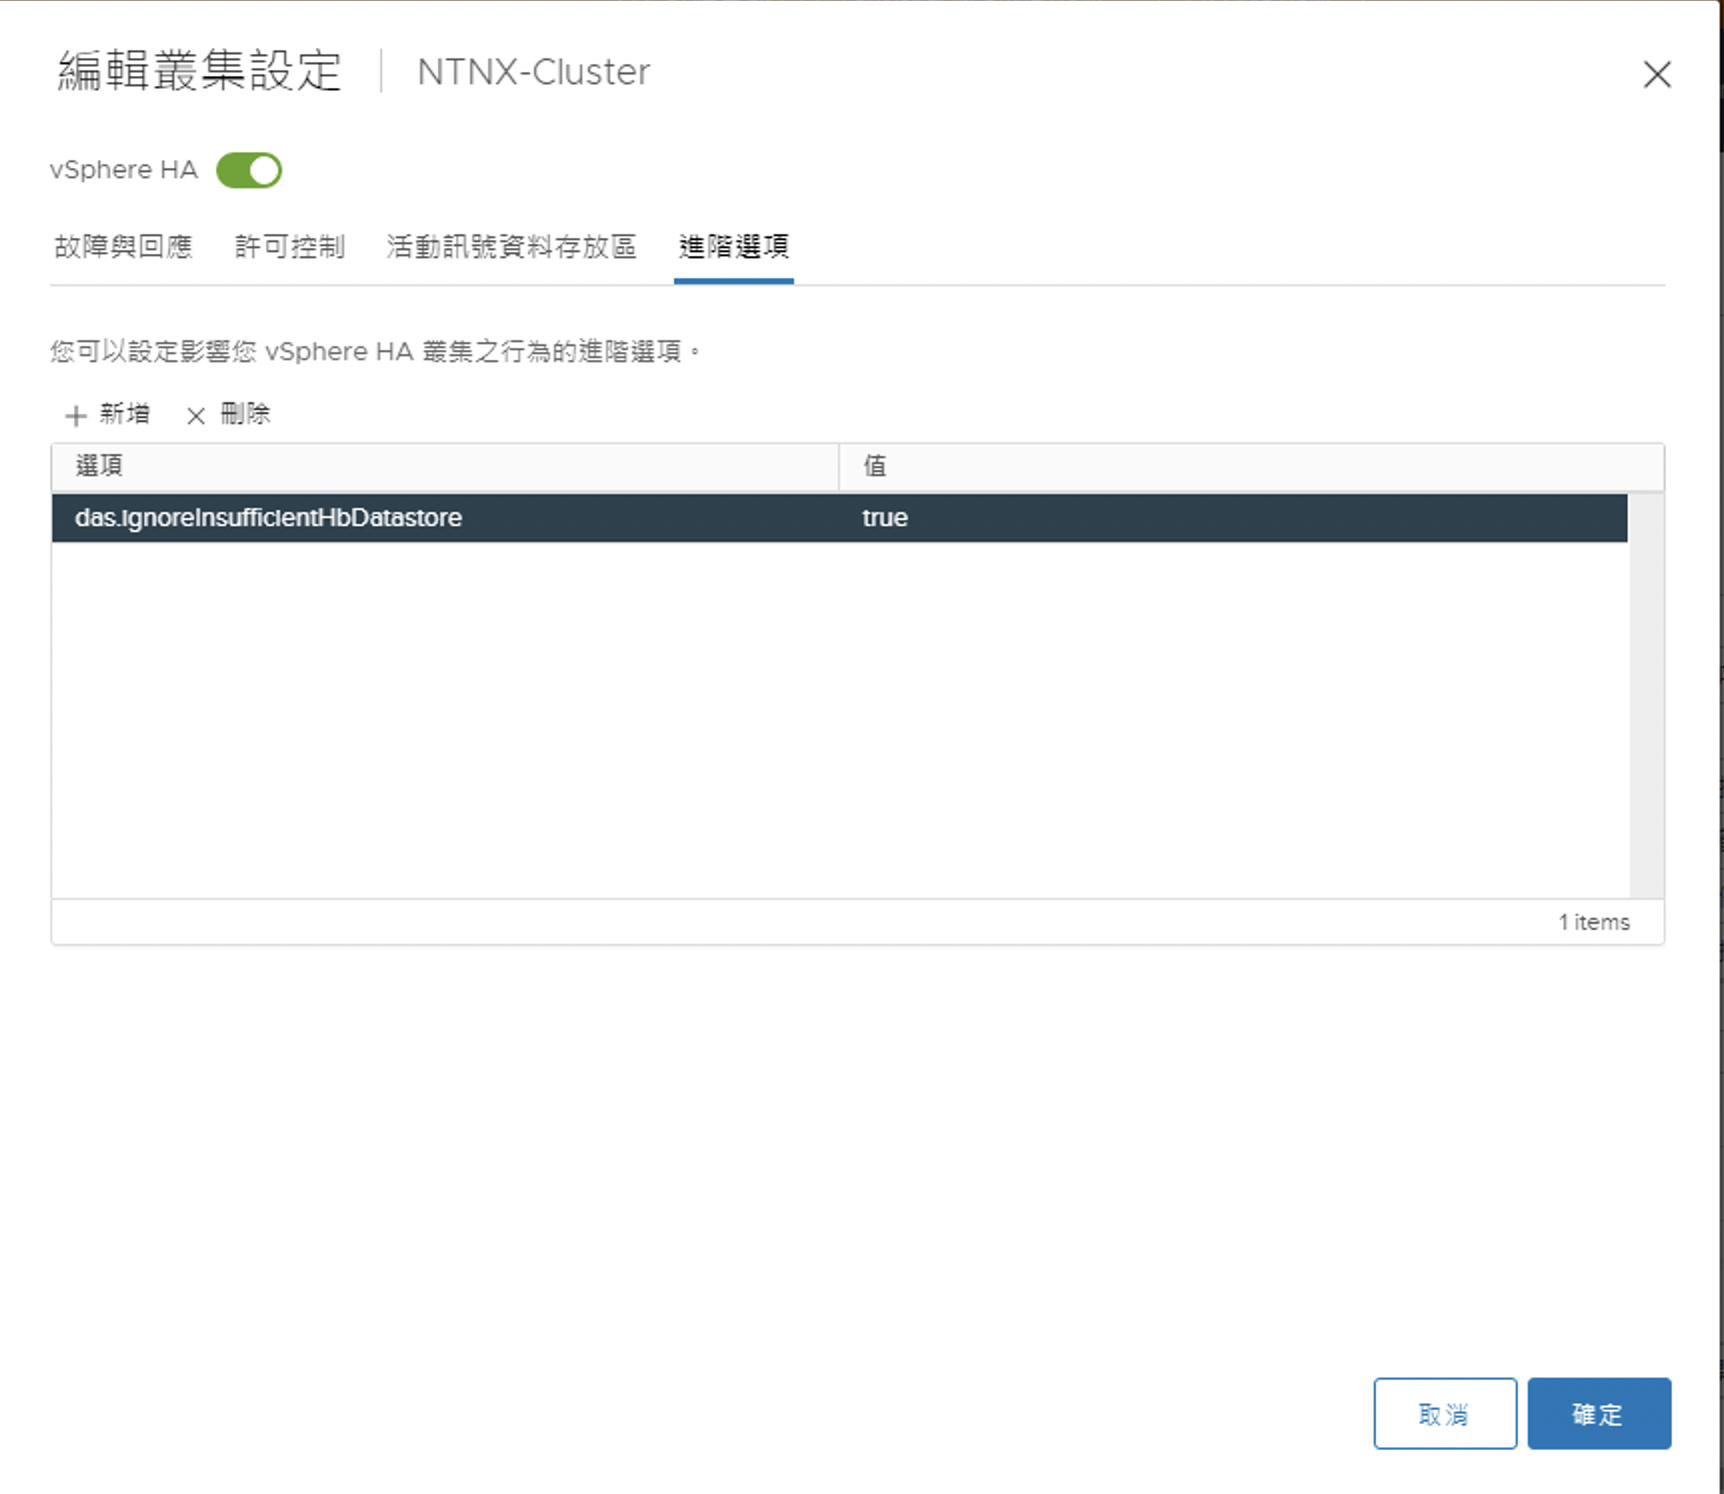 編輯叢集設定 | NTNX-Cluster
vSphere HA
故障與回應 許可控制 活動訊號資料存放區 進階選項
您可以設定影響您 vSphere HA 叢集之行為的進階選項。
新增 刪除
選項 值
das.ignoreInsufficientHbDatastore true
1 items
取消 確定